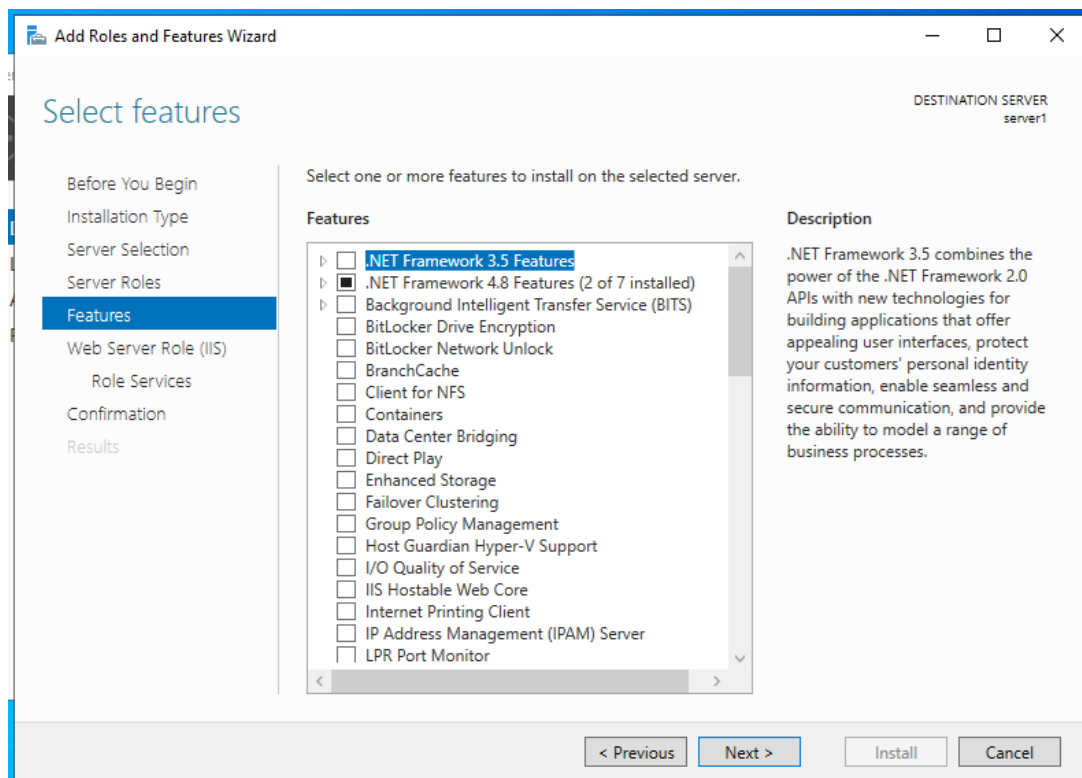 Add Roles and Features Wizard
Select features
DESTINATION SERVER
server1
Before You Begin
Installation Type
Server Selection
Server Roles
Features
Web Server Role (IIS)
Role Services
Confirmation
Results
Select one or more features to install on the selected server.
Features
.NET Framework 3.5 Features
.NET Framework 4.8 Features (2 of 7 installed)
Background Intelligent Transfer Service (BITS)
BitLocker Drive Encryption
BitLocker Network Unlock
BranchCache
Client for NFS
Containers
Data Center Bridging
Direct Play
Enhanced Storage
Failover Clustering
Group Policy Management
Host Guardian Hyper-V Support
I/O Quality of Service
IIS Hostable Web Core
Internet Printing Client
IP Address Management (IPAM) Server
LPR Port Monitor
Description
.NET Framework 3.5 combines the
power of the .NET Framework 2.0
APIs with new technologies for
building applications that offer
appealing user interfaces, protect
your customers' personal identity
information, enable seamless and
secure communication, and provide
the ability to model a range of
business processes.
< Previous
Next >
Install
Cancel